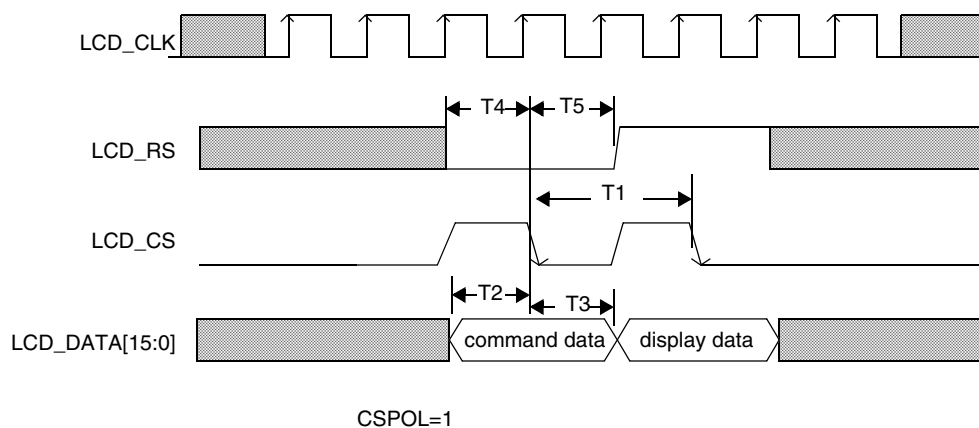 LCD_CLK
T4
T5
LCD_RS
T1
LCD_CS
T2
T3
LCD_DATA[15:0]
command data
display data
CSPOL=1